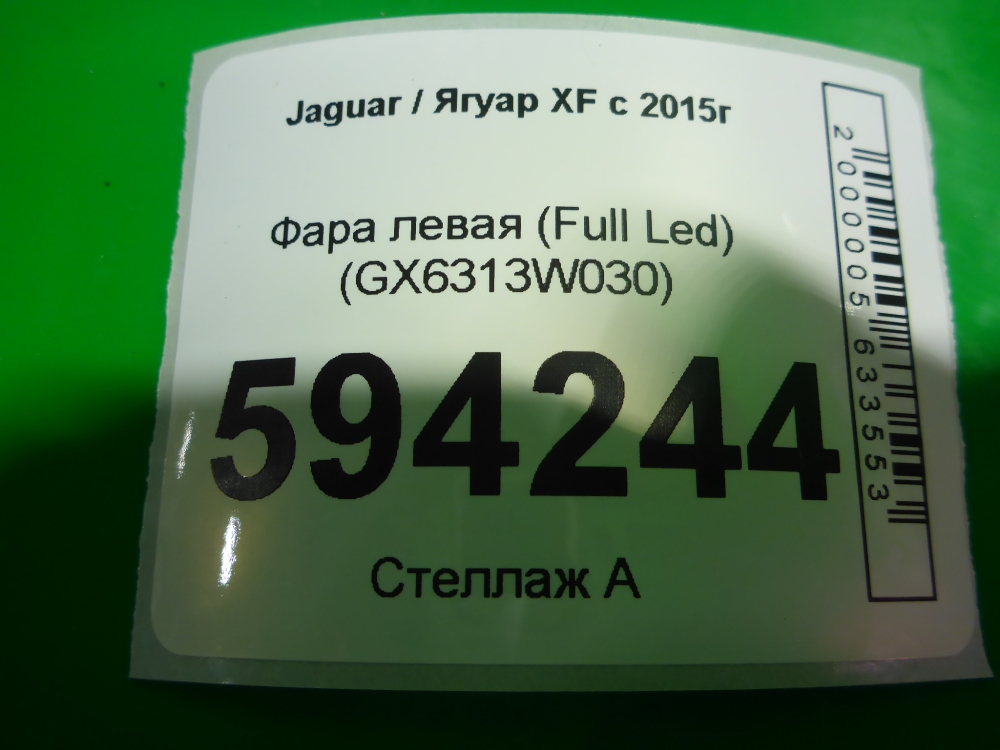 Jaguar / Ягуар XF с 2015г
Фара левая (Full Led)
(GX6313W030)
594244
Стеллаж А
2000005633553